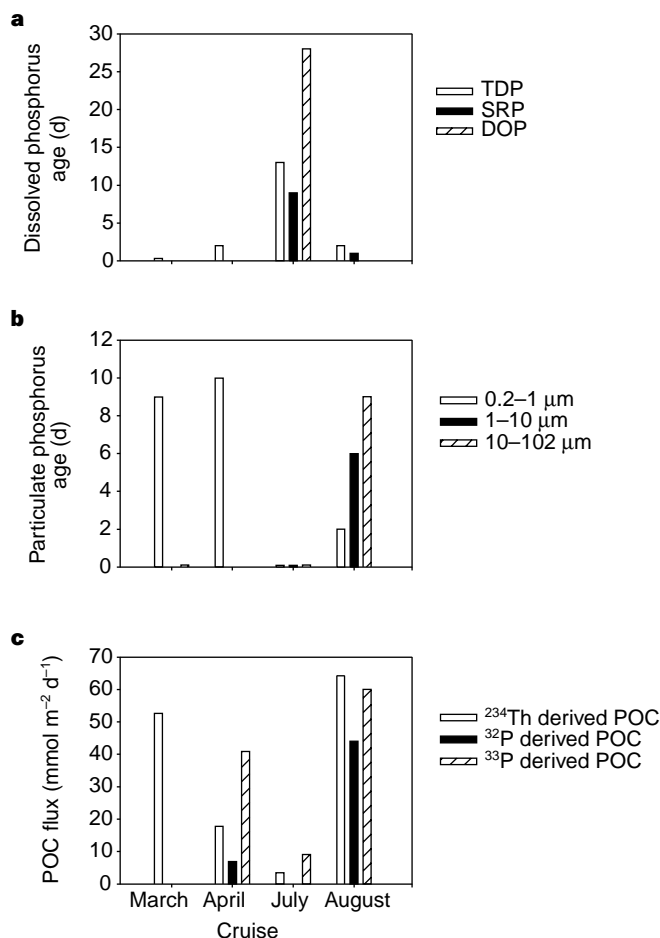 a
Dissolved phosphorus
age (d)
30
25
20
15
10
5
0
TDP
SRP
DOP
b
Particulate phosphorus
age (d)
12
10
8
6
4
2
0
0.2–1 μm
1–10 μm
10–102 μm
c
POC flux (mmol m⁻² d⁻¹)
70
60
50
40
30
20
10
0
²³⁴Th derived POC
³²P derived POC
³³P derived POC
March April July August
Cruise